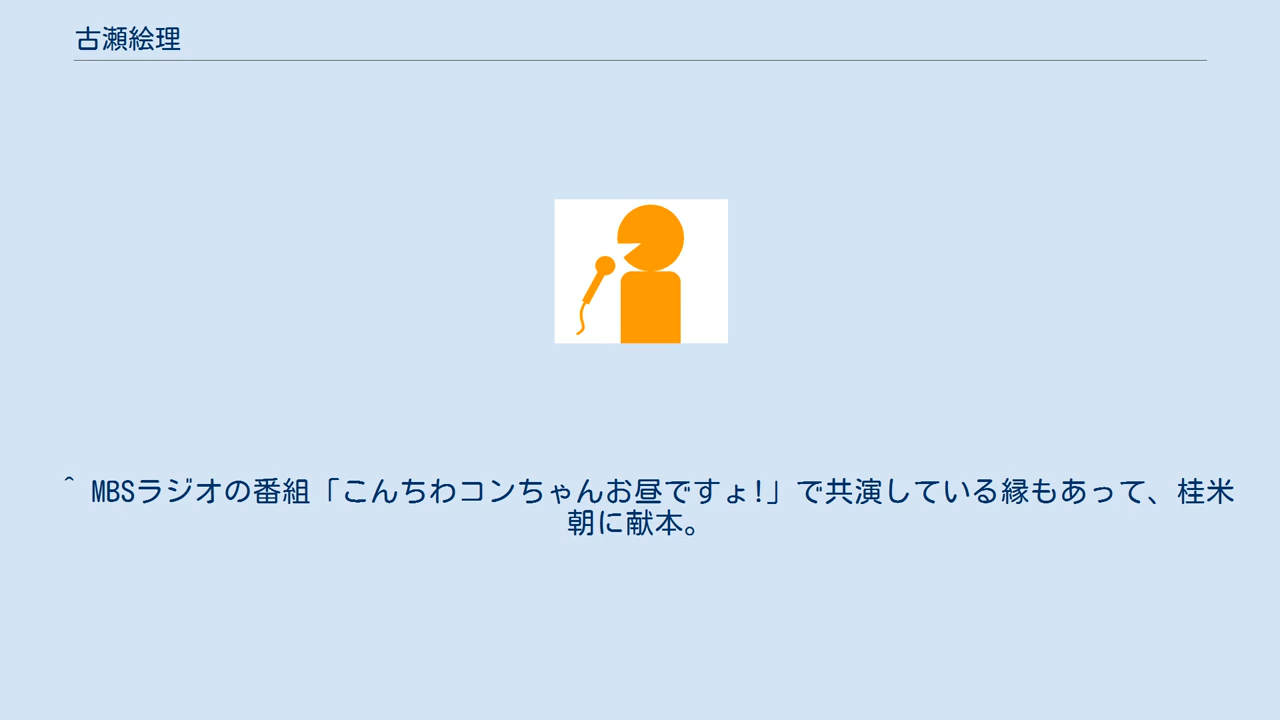 古瀬絵理
^ MBSラジオの番組「こんちわコンちゃんお昼ですょ!」で共演している縁もあって、桂米
朝に献本。